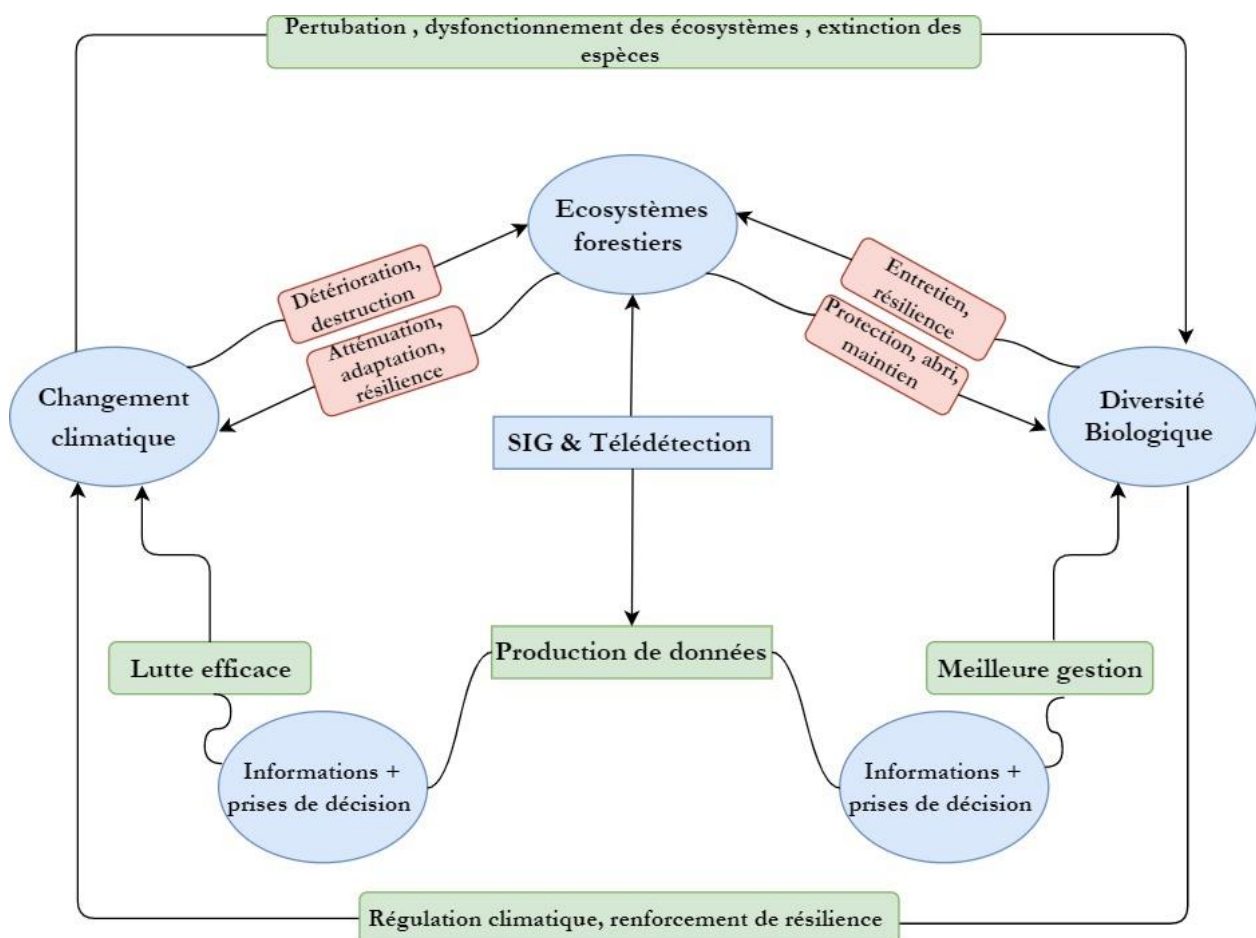 Pertubation , dysfonctionnement des écosystèmes , extinction des
espèces
Ecosystèmes
forestiers
Détérioration,
destruction
Atténuation,
adaptation,
résilience
Entretien,
résilience
Protection, abri,
maintien
Changement
climatique
SIG & Télédétection
Diversité
Biologique
Lutte efficace
Production de données
Meilleure gestion
Informations +
prises de décision
Informations +
prises de décision
Régulation climatique, renforcement de résilience